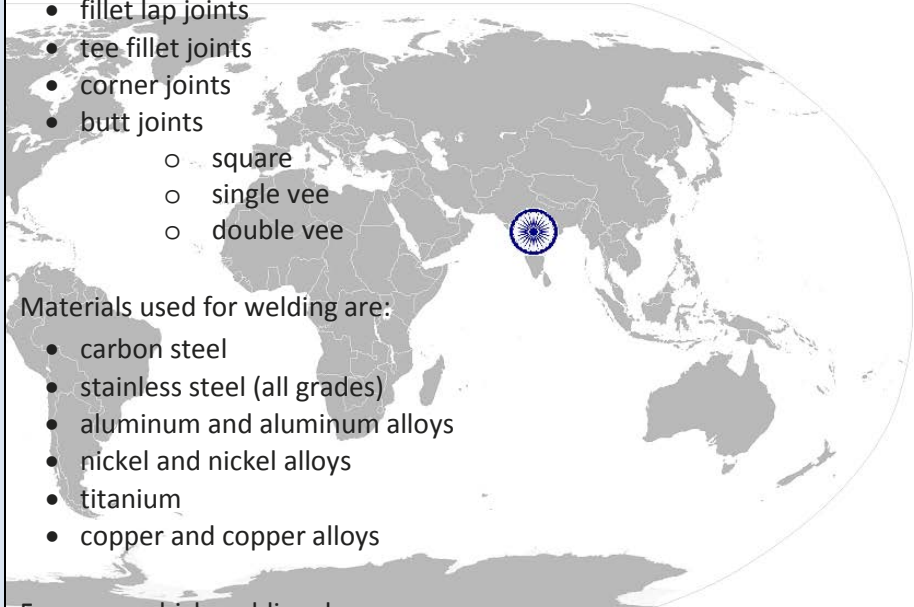 • fillet lap joints
• tee fillet joints
• corner joints
• butt joints
o square
o single vee
o double vee
Materials used for welding are:
• carbon steel
• stainless steel (all grades)
• aluminum and aluminum alloys
• nickel and nickel alloys
• titanium
• copper and copper alloys